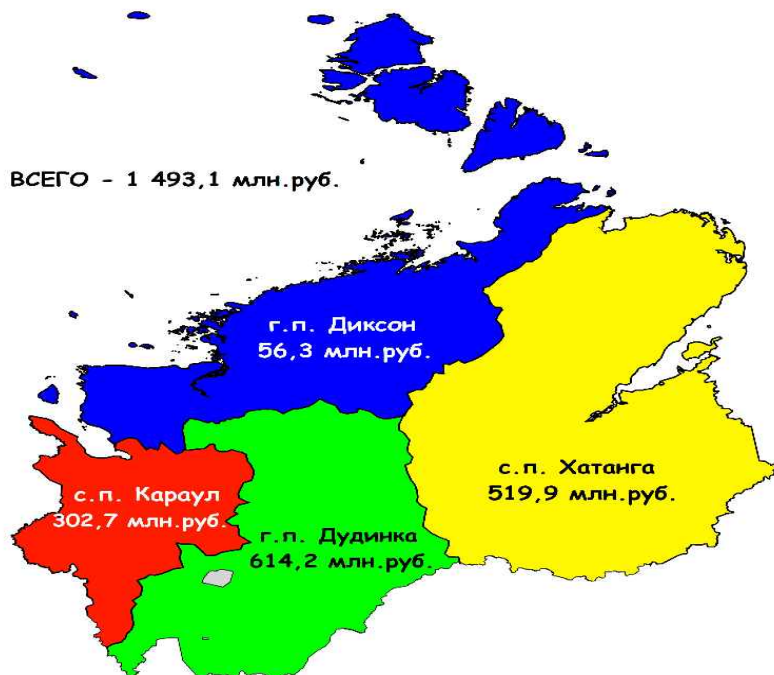 ВСЕГО - 1 493,1 млн.руб.
г.п. Диксон
56,3 млн.руб.
с.п. Хатанга
519,9 млн.руб.
с.п. Караул
302,7 млн.руб.
г.п. Дудинка
614,2 млн.руб.